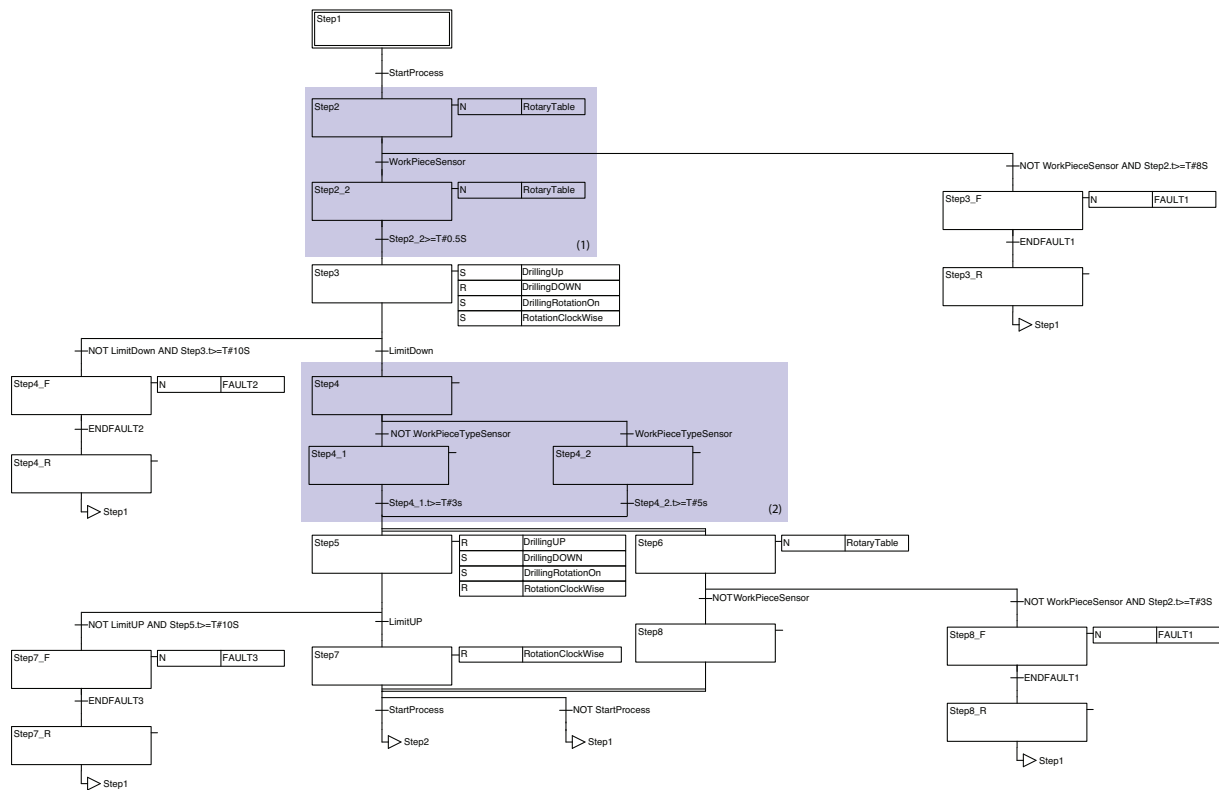 Step1
StartProcess
Step2
N RotaryTable
WorkPieceSensor
NOT WorkPieceSensor AND Step2.t>=T#8S
Step2_2
N RotaryTable
Step3_F
N FAULT1
Step2_2>=T#0.5S
(1)
ENDFAULT1
Step3
S DrillingUp
R DrillingDOWN
S DrillingRotationOn
S RotationClockWise
Step3_R
Step1
NOT LimitDown AND Step3.t>=T#10S
LimitDown
Step4_F
N FAULT2
Step4
ENDFAULT2
NOT WorkPieceTypeSensor
WorkPieceTypeSensor
Step4_R
Step4_1
Step4_2
Step4_1.t>=T#3s
Step4_2.t>=T#5s
(2)
Step1
Step5
R DrillingUP
S DrillingDOWN
S DrillingRotationOn
R RotationClockWise
Step6
N RotaryTable
NOTWorkPieceSensor
NOT WorkPieceSensor AND Step2.t>=T#3S
NOT LimitUP AND Step5.t>=T#10S
LimitUP
Step7_F
N FAULT3
Step7
R RotationClockWise
Step8
Step8_F
N FAULT1
ENDFAULT3
ENDFAULT1
StartProcess
NOT StartProcess
Step7_R
Step8_R
Step2
Step1
Step1
Step1